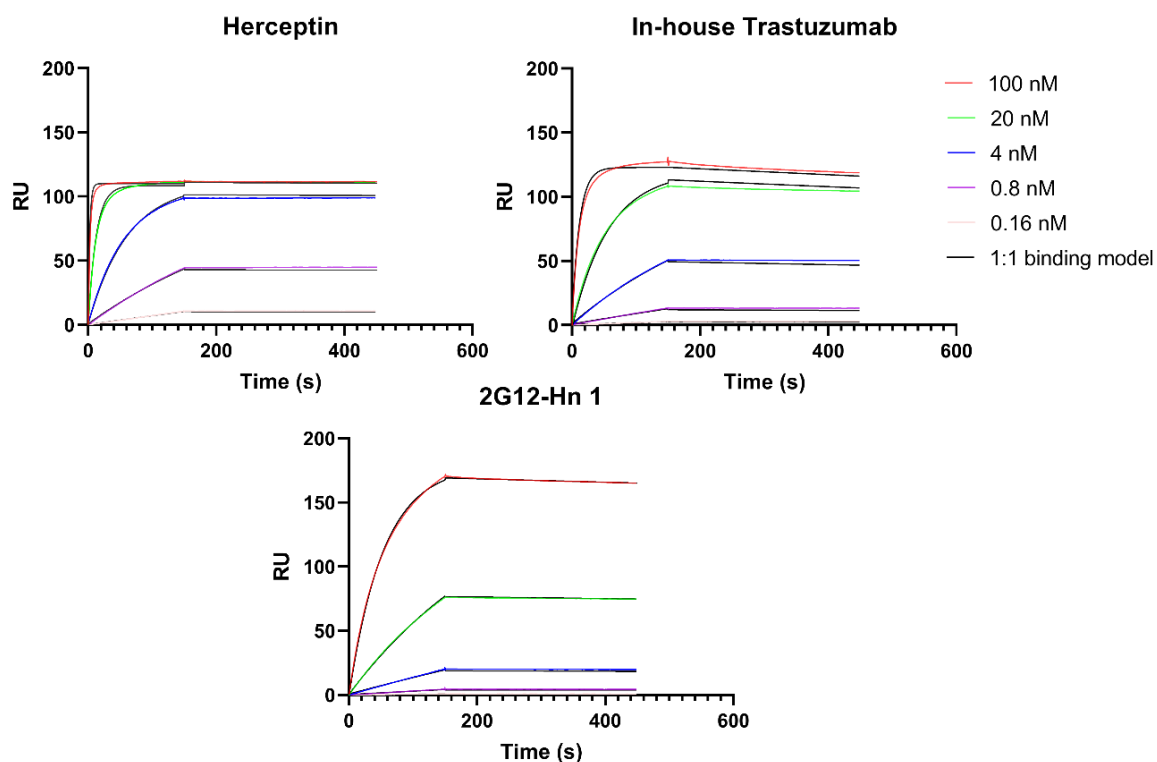 Herceptin
200
150
100
50
0
RU
0
200
400
600
Time (s)
In-house Trastuzumab
200
150
100
50
0
RU
0
200
400
600
Time (s)
100 nM
20 nM
4 nM
0.8 nM
0.16 nM
1:1 binding model
2G12-Hn 1
200
150
100
50
0
RU
0
200
400
600
Time (s)